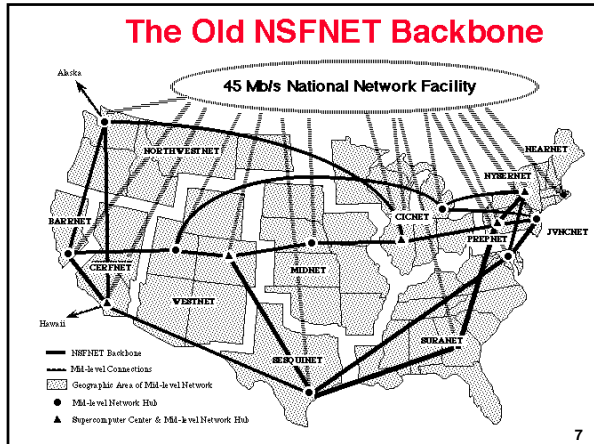 The Old NSFNET Backbone
Alaska
45 Mb/s National Network Facility
NEARNET
NORTHWESTNET
NYSERNET
BARRNET
CICNET
JVNCNET
PREPNET
CERFNET
MIDNET
WESTNET
Hawaii
SURANET
SESQUINET
NSFNET Backbone
Mid-level Connections
Geographic Area of Mid-level Network
Mid-level Network Hub
Supercomputer Center & Mid-level Network Hub
7